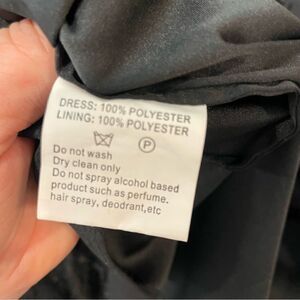 DRESS: 100% POLYESTER
LINING: 100% POLYESTER
P
Do not wash
Dry clean only
Do not spray alcohol based
product such as perfume.
hair spray, deodrant,etc